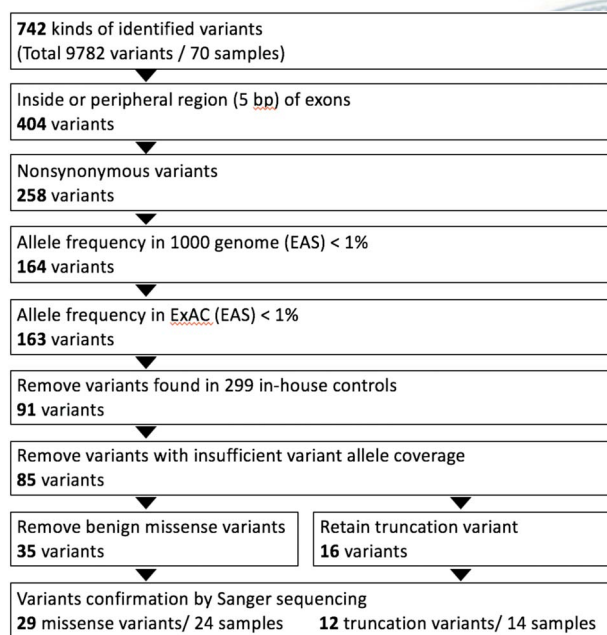 742 kinds of identified variants
(Total 9782 variants / 70 samples)
Inside or peripheral region (5 bp) of exons
404 variants
Nonsynonymous variants
258 variants
Allele frequency in 1000 genome (EAS) < 1%
164 variants
Allele frequency in ExAC (EAS) < 1%
163 variants
Remove variants found in 299 in-house controls
91 variants
Remove variants with insufficient variant allele coverage
85 variants
Remove benign missense variants
35 variants
Retain truncation variant
16 variants
Variants confirmation by Sanger sequencing
29 missense variants/ 24 samples 12 truncation variants/ 14 samples